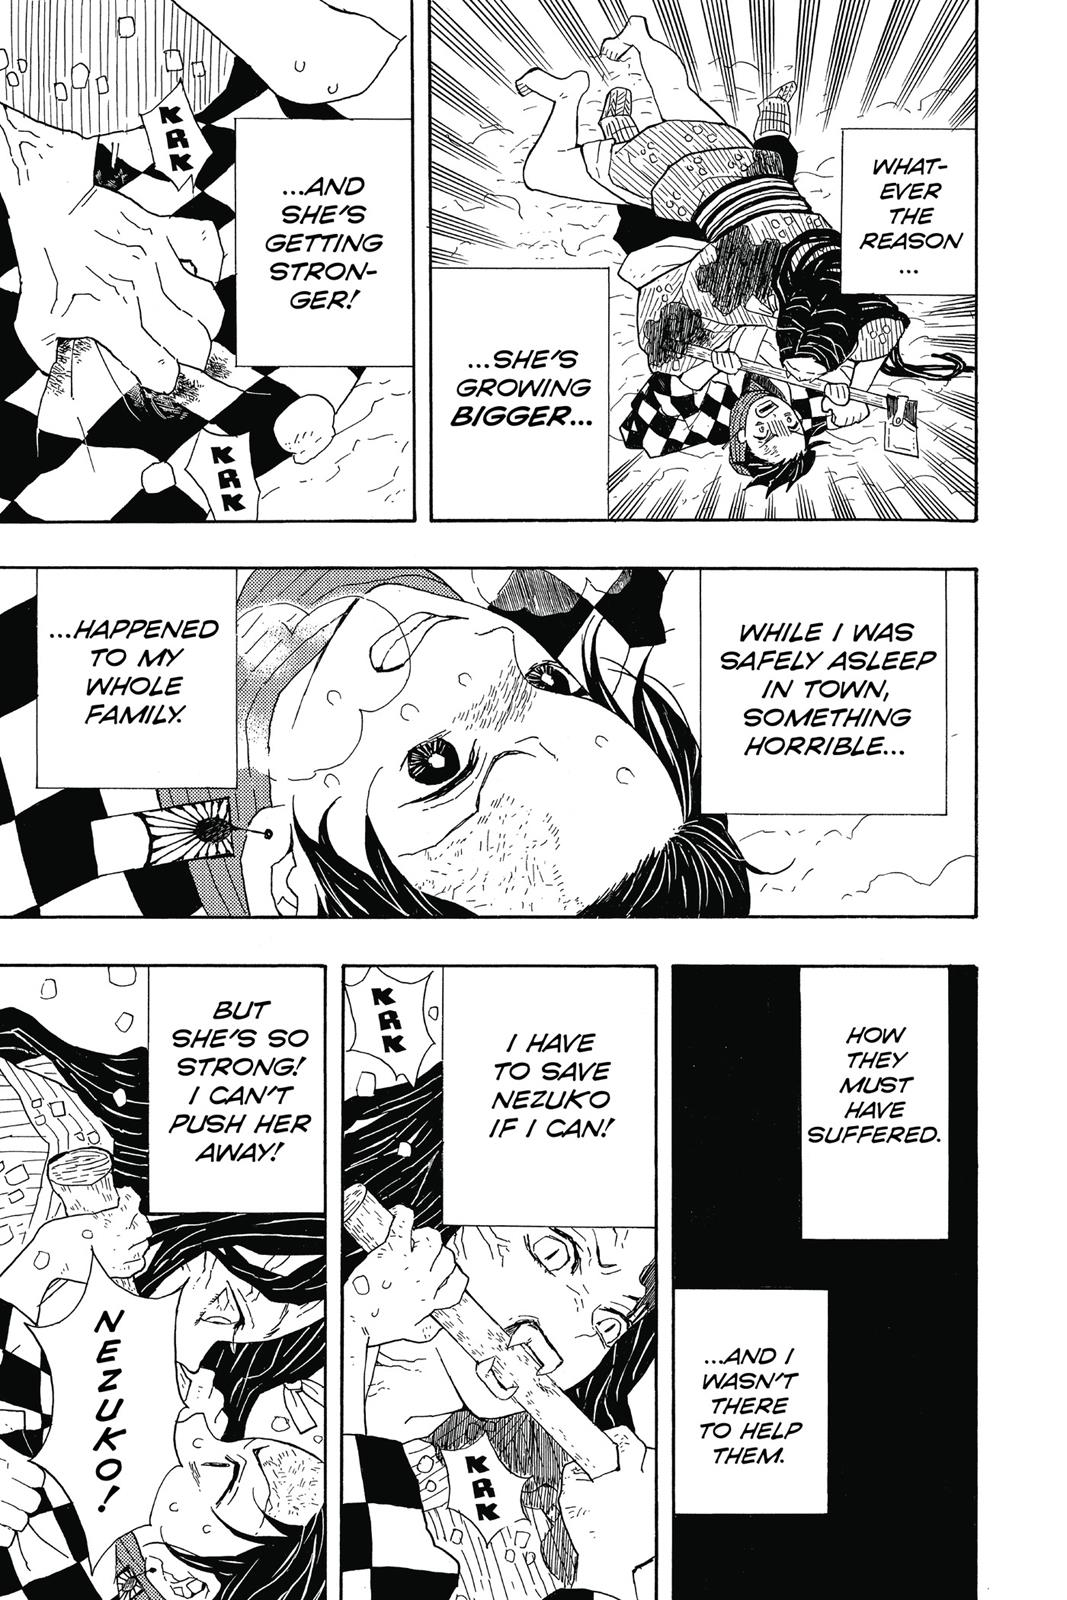 WHAT-
EVER
THE
REASON
...
...SHE'S
GROWING
BIGGER...
...AND
SHE'S
GETTING
STRON-
GER!
KRK
KRK
WHILE I WAS
SAFELY ASLEEP
IN TOWN,
SOMETHING
HORRIBLE...
...HAPPENED
TO MY
WHOLE
FAMILY.
HOW
THEY
MUST
HAVE
SUFFERED.
...AND I
WASN'T
THERE
TO HELP
THEM.
I HAVE
TO SAVE
NEZUKO
IF I CAN!
KRK
KRK
BUT
SHE'S SO
STRONG!
I CAN'T
PUSH HER
AWAY!
NEZUKO!